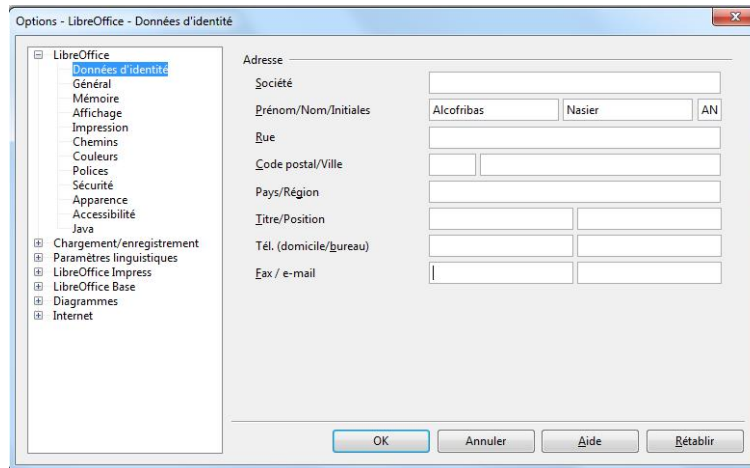 Options - LibreOffice - Données d'identité
LibreOffice
Données d'identité
Général
Mémoire
Affichage
Impression
Chemins
Couleurs
Polices
Sécurité
Apparence
Accessibilité
Java
Chargement/enregistrement
Paramètres linguistiques
LibreOffice Impress
LibreOffice Base
Diagrammes
Internet
Adresse
Société
Prénom/Nom/Initiales Alcofribas Nasier AN
Rue
Code postal/Ville
Pays/Région
Titre/Position
Tél. (domicile/bureau)
Fax / e-mail
OK Annuler Aide Rétablir